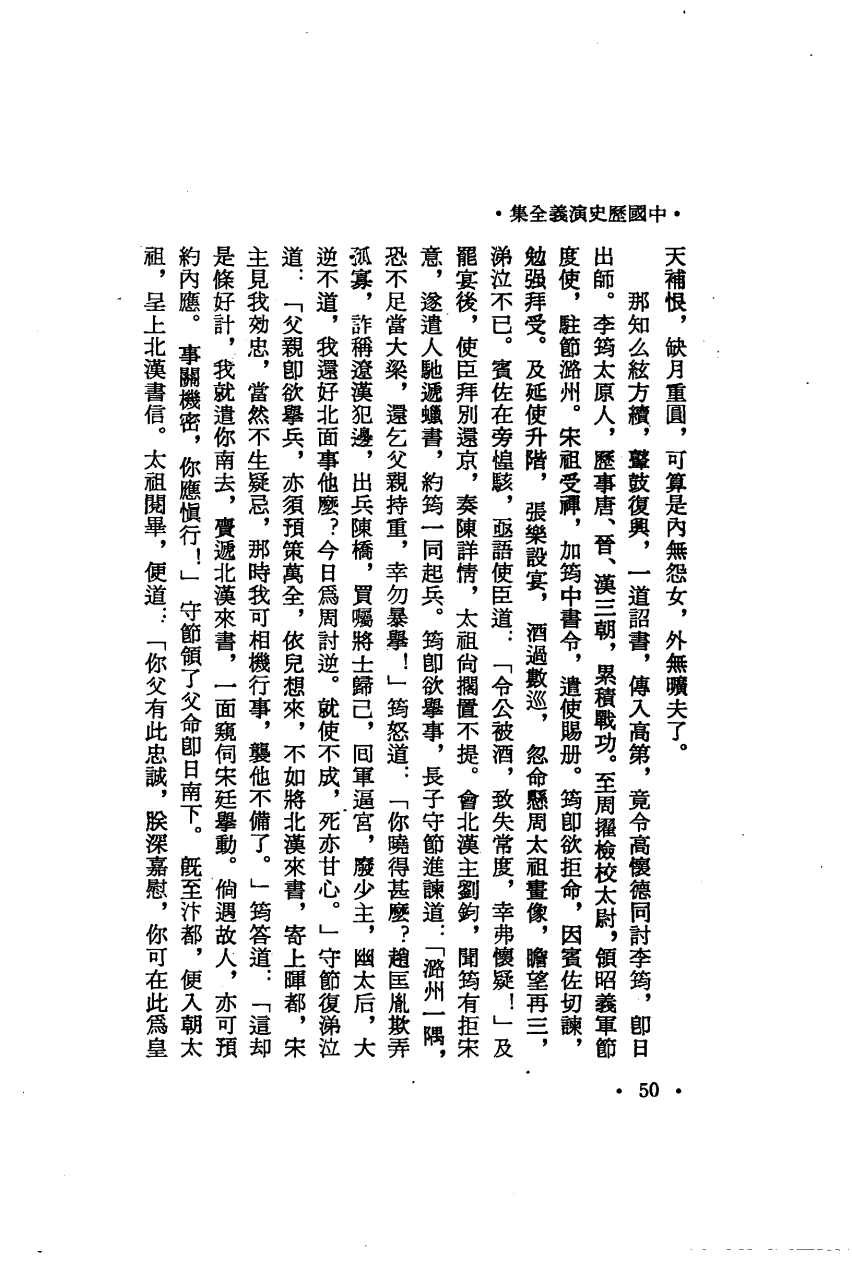 •中國歷史演義全集•
天補恨，缺月重圓，可算是內無怨女，外無曠夫了。
那知么絃方續，鼙鼓復興，一道詔書，傳入高第，竟令高懷德同討李筠，卽日
出師。李筠太原人，歷事唐、晉、漢三朝，累積戰功。至周擢檢校太尉，領昭義軍節
度使，駐節潞州。宋祖受禪，加筠中書令，遣使賜册。筠卽欲拒命，因賓佐切諫，
勉强拜受。及延使升階，張樂設宴，酒過數巡，忽命懸周太祖畫像，瞻望再三，
涕泣不已。賓佐在旁惶駭，亟語使臣道：「令公被酒，致失常度，幸弗懷疑！」及
罷宴後，使臣拜別還京，奏陳詳情，太祖尙擱置不提。會北漢主劉鈞，聞筠有拒宋
意，遂遣人馳遞蠟書，約筠一同起兵。筠卽欲擧事，長子守節進諫道：「潞州一隅，
恐不足當大梁，還乞父親持重，幸勿暴擧！」筠怒道：「你曉得甚麼？趙匡胤欺弄
孤寡，詐稱遼漢犯邊，出兵陳橋，買囑將士歸己，囘軍逼宮，廢少主，幽太后，大
逆不道，我還好北面事他麼？今日爲周討逆。就使不成，死亦甘心。」守節復涕泣
道：「父親卽欲擧兵，亦須預策萬全，依兒想來，不如將北漢來書，寄上暉都，宋
主見我効忠，當然不生疑忌，那時我可相機行事，襲他不備了。」筠答道：「這却
是條好計，我就遣你南去，賫遞北漢來書，一面窺伺宋廷擧動。倘遇故人，亦可預
約內應。事關機密，你應愼行！」守節領了父命卽日南下。旣至汴都，便入朝太
祖，呈上北漢書信。太祖閱畢，便道：「你父有此忠誠，朕深嘉慰，你可在此爲皇
• 50 •